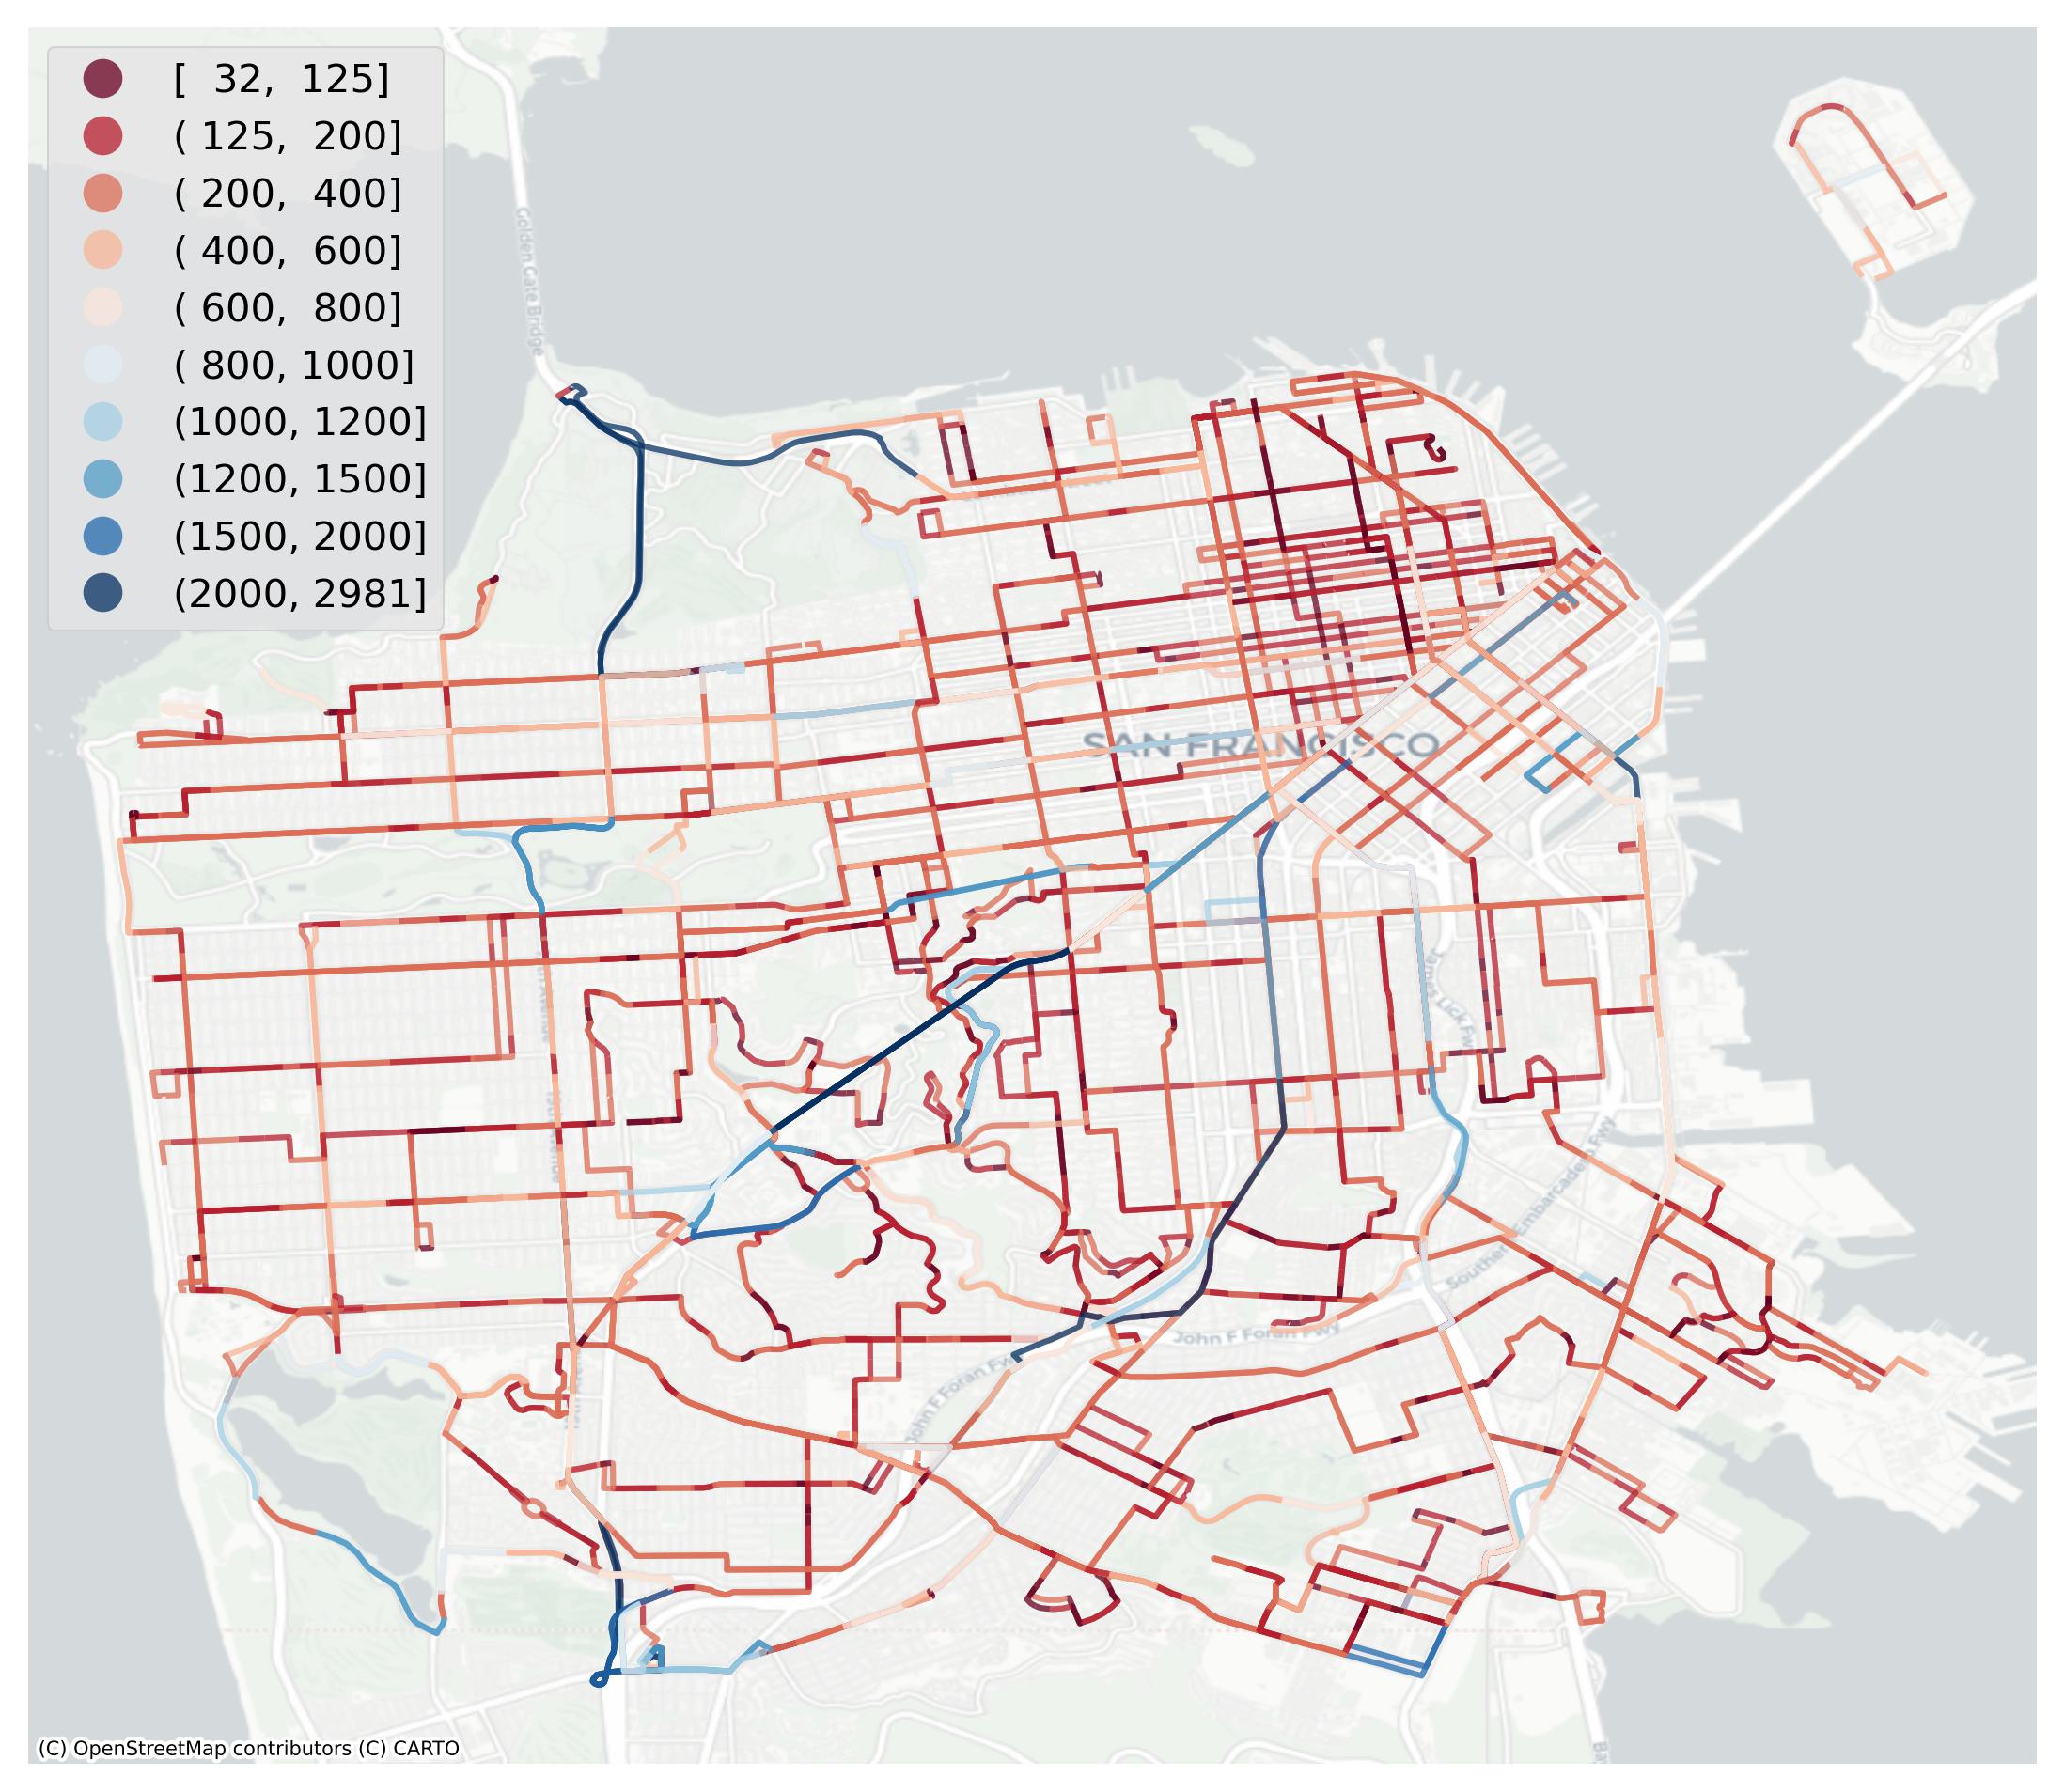 [  32,  125]
( 125,  200]
( 200,  400]
( 400,  600]
( 600,  800]
( 800, 1000]
(1000, 1200]
(1200, 1500]
(1500, 2000]
(2000, 2981]
Golden Gate Bridge
SAN FRANCISCO
James Lick Fwy
Southern Embarcadero Fwy
John F Foran Fwy
John F Foran Fwy
(C) OpenStreetMap contributors (C) CARTO